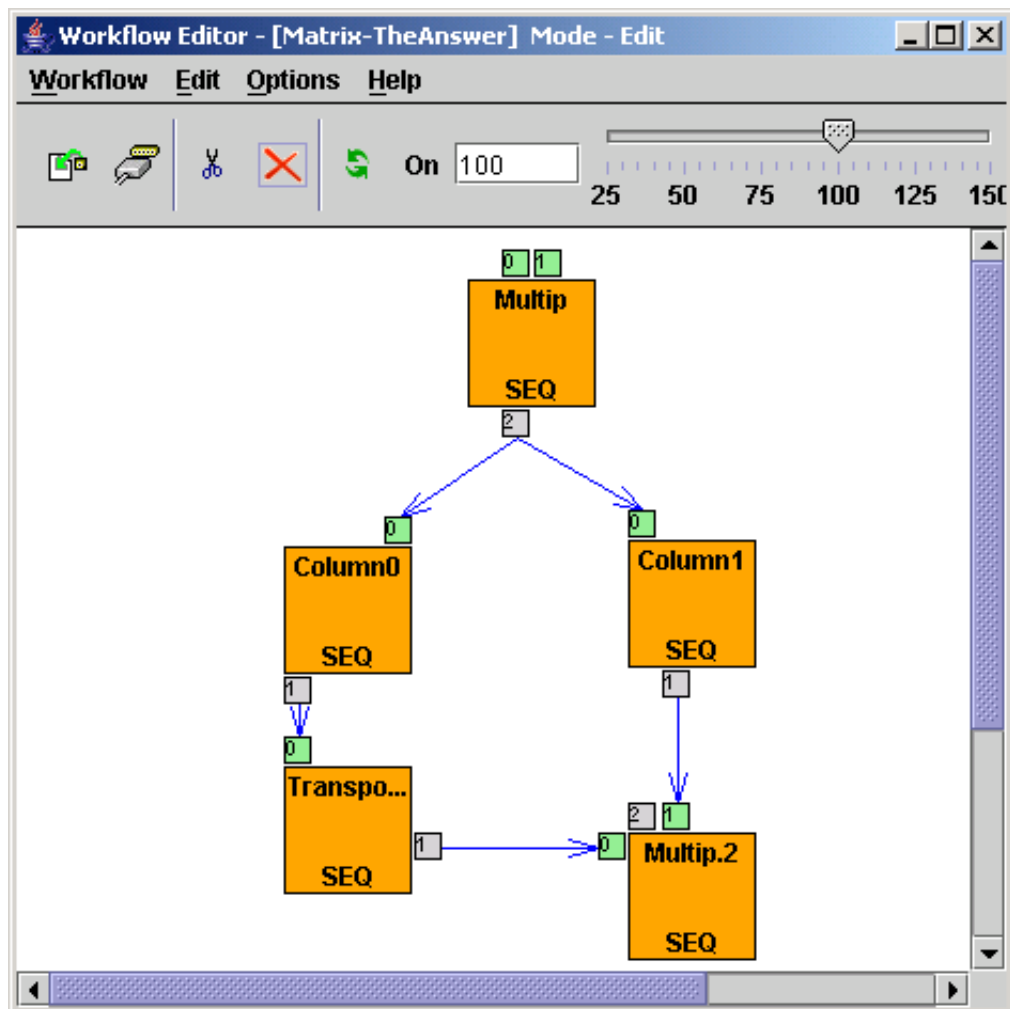 Workflow Editor - [Matrix-TheAnswer] Mode - Edit
Workflow Edit Options Help
On 100
25 50 75 100 125 150
0 1
Multip
SEQ
2
0
Column0
SEQ
1
0
Column1
SEQ
1
0
Transpo...
SEQ
1
2 1
0
Multip.2
SEQ